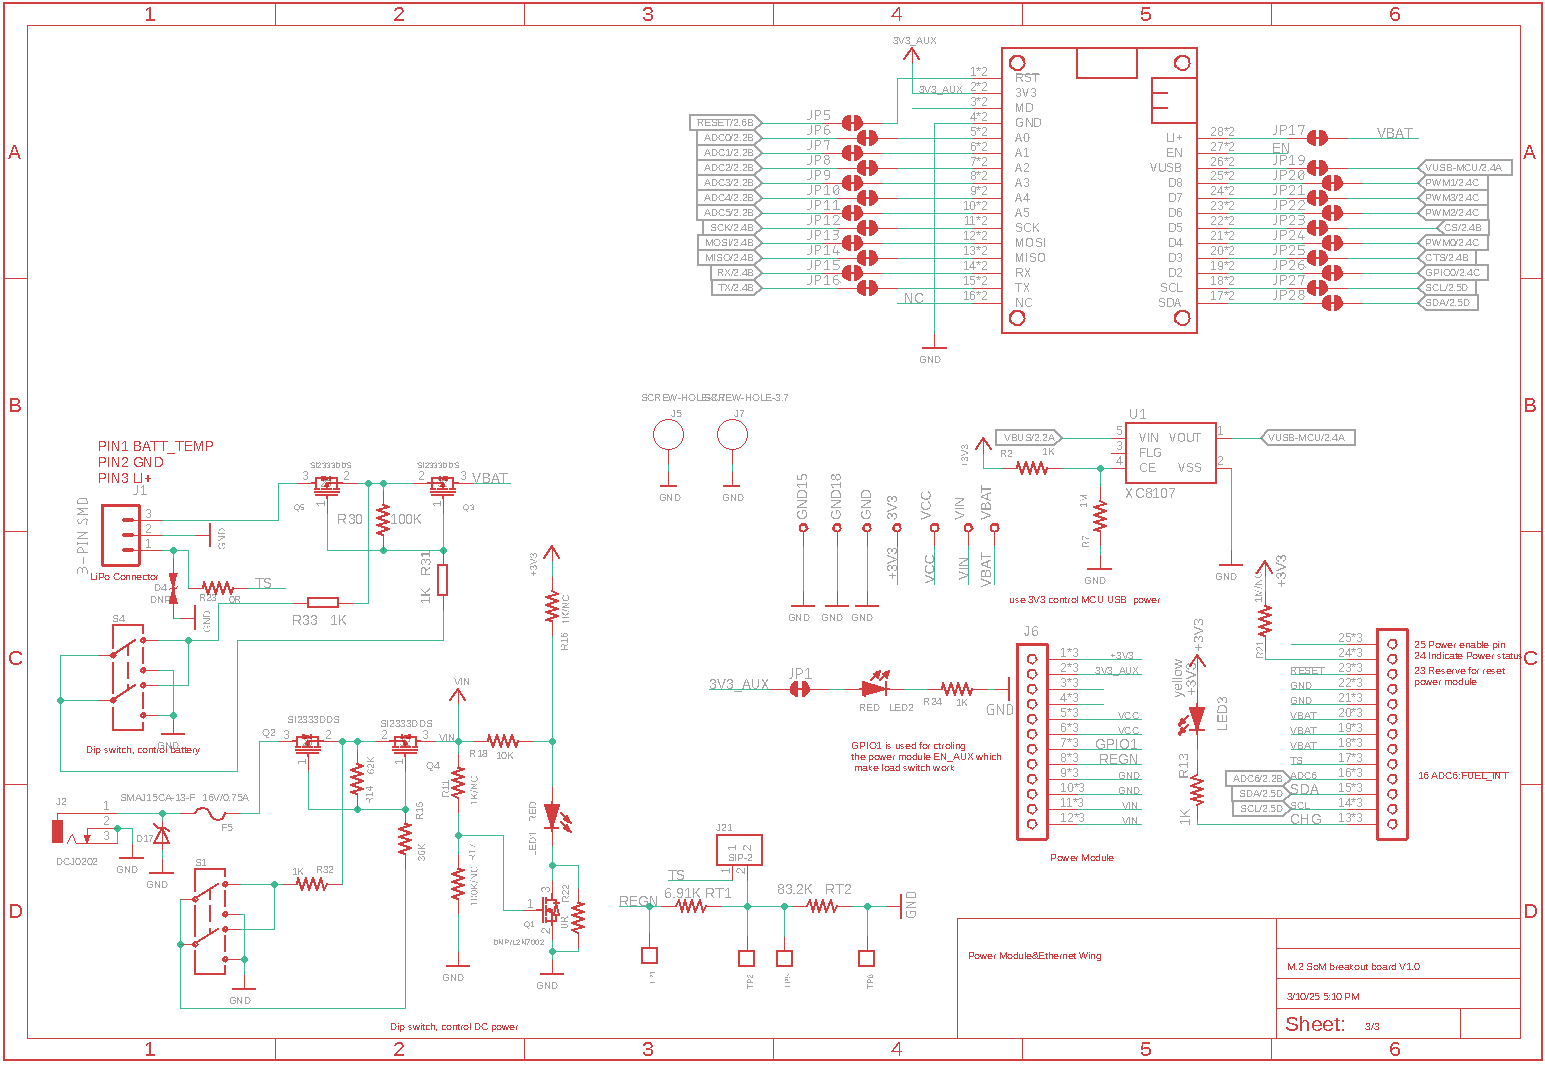 1 2 3 4 5 6
A
B
C
D
A
B
C
D
3V3_AUX
3V3_AUX
RESET/2.6B JP5
ADC0/2.2B JP6
ADC1/2.2B JP7
ADC2/2.2B JP8
ADC3/2.2B JP9
ADC4/2.2B JP10
ADC5/2.2B JP11
SCK/2.4B JP12
MOSI/2.4B JP13
MISO/2.4B JP14
RX/2.4B JP15
TX/2.4B JP16
NC
1*2 RST
2*2 3V3
3*2 MD
4*2 GND
5*2 A0
6*2 A1
7*2 A2
8*2 A3
9*2 A4
10*2 A5
11*2 SCK
12*2 MOSI
13*2 MISO
14*2 RX
15*2 TX
16*2 NC
GND
LI+ 28*2 JP17 VBAT
EN 27*2 EN
VUSB 26*2 JP19 VUSB-MCU/2.4A
D8 25*2 JP20 PWM1/2.4C
D7 24*2 JP21 PWM3/2.4C
D6 23*2 JP22 PWM2/2.4C
D5 22*2 JP23 CS/2.4B
D4 21*2 JP24 PWM0/2.4C
D3 20*2 JP25 CTS/2.4B
D2 19*2 JP26 GPIO0/2.4C
SCL 18*2 JP27 SCL/2.5D
SDA 17*2 JP28 SDA/2.5D
J5
SCREW-HOLE-3.7
J7
GND
GND
U1
VBUS/2.2A
5 VIN VOUT 1
VUSB-MCU/2.4A
3 FLG
4 CE VSS 2
XC8107
+3V3
R2 1K
1M
R7
GND
GND
use 3V3 control MCU USB power
GND15
GND18
GND
3V3
VCC
VIN
VBAT
+3V3
VCC
VIN
VBAT
GND
GND
GND
PIN1 BATT_TEMP
PIN2 GND
PIN3 LI+
J1
3-PIN SMD
3
2
1
LiPo Connector
GND
D4
DNP
GND
R23 0R
TS
SI2333DDS
3 2
1
Q5
R30 100K
SI2333DDS
2 3
1
Q3
VBAT
R31
1K
R33 1K
S4
GND
Dip switch, control battery
+3V3
1K/NC
R16
3V3_AUX JP1
RED LED2
R24 1K
GND
GPIO1 is used for ctroling
the power module EN_AUX which
make load switch work
J6
1*3 +3V3
2*3 3V3_AUX
3*3
4*3
5*3 VCC
6*3 VCC
7*3 GPIO1
8*3 REGN
9*3 GND
10*3 GND
11*3 VIN
12*3 VIN
Power Module
+3V3
1K/NC
R21
+3V3
+3V3
yellow
LED3
R13
1K
25*3
24*3
RESET 23*3
GND 22*3
GND 21*3
VBAT 20*3
VBAT 19*3
VBAT 18*3
TS 17*3
ADC6/2.2B ADC6 16*3
SDA/2.5D SDA 15*3
SCL/2.5D SCL 14*3
CHG 13*3
25 Power enable pin
24 Indicate Power status
23 Reserve for reset
power module
16 ADC6:FUEL_INT
VIN
SI2333DDS
Q2 3 2
1
SI2333DDS
2 3
1
Q4
VIN
R18
10K
62K
R14
R15
36K
R11
1K/NC
RED
LED1
3
1
2
Q1
DNP/L2N7002
R22
0R
GND
GND
J2
1
2
3
DCJ0202
GND
D17
GND
SMAJ15CA-13-F 16V/0.75A
F5
S1
1K R32
GND
Dip switch, control DC power
J21
1 2
SIP-2
1
2
TS
REGN
6.91K RT1
83.2K RT2
GND
TP2
Power Module&Ethernet Wing
M.2 SoM breakout board V1.0
3/10/25 5:10 PM
Sheet: 3/3
1 2 3 4 5 6